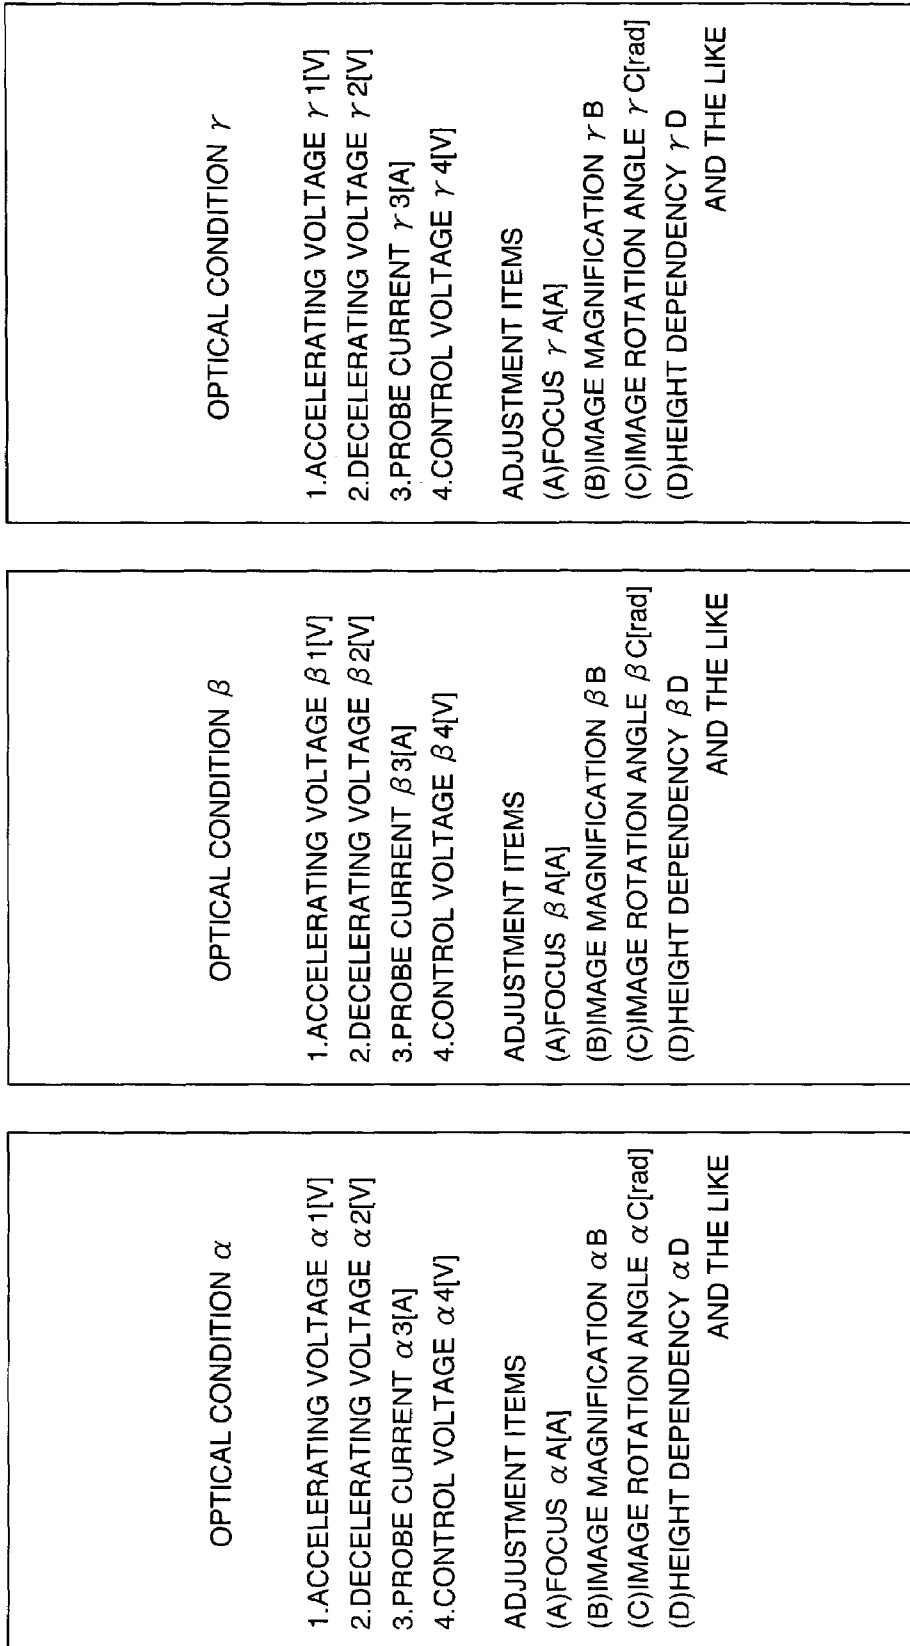 OPTICAL CONDITION α
1.ACCELERATING VOLTAGE α1[V]
2.DECELERATING VOLTAGE α2[V]
3.PROBE CURRENT α3[A]
4.CONTROL VOLTAGE α4[V]
ADJUSTMENT ITEMS
(A)FOCUS αA[A]
(B)IMAGE MAGNIFICATION αB
(C)IMAGE ROTATION ANGLE αC[rad]
(D)HEIGHT DEPENDENCY αD
AND THE LIKE
OPTICAL CONDITION β
1.ACCELERATING VOLTAGE β1[V]
2.DECELERATING VOLTAGE β2[V]
3.PROBE CURRENT β3[A]
4.CONTROL VOLTAGE β4[V]
ADJUSTMENT ITEMS
(A)FOCUS βA[A]
(B)IMAGE MAGNIFICATION βB
(C)IMAGE ROTATION ANGLE βC[rad]
(D)HEIGHT DEPENDENCY βD
AND THE LIKE
OPTICAL CONDITION γ
1.ACCELERATING VOLTAGE γ1[V]
2.DECELERATING VOLTAGE γ2[V]
3.PROBE CURRENT γ3[A]
4.CONTROL VOLTAGE γ4[V]
ADJUSTMENT ITEMS
(A)FOCUS γA[A]
(B)IMAGE MAGNIFICATION γB
(C)IMAGE ROTATION ANGLE γC[rad]
(D)HEIGHT DEPENDENCY γD
AND THE LIKE